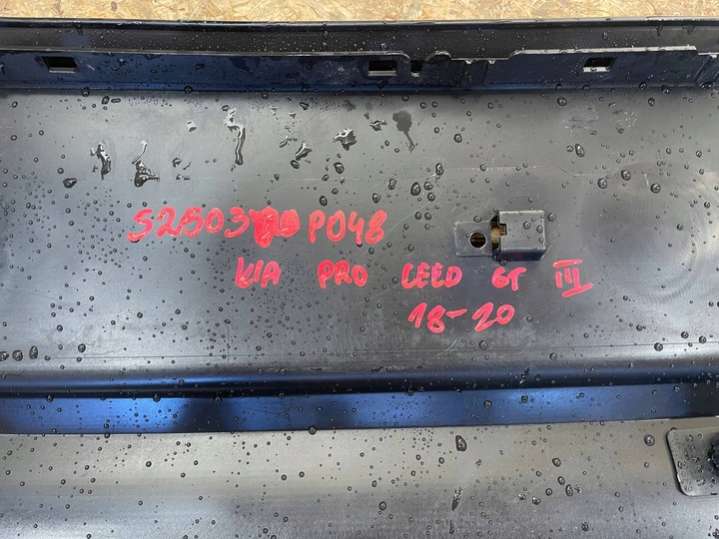 P048
KIA PRO CEED GT III
18-20